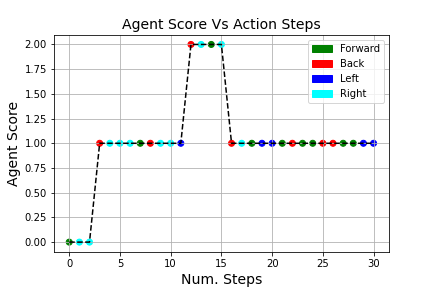 Agent Score Vs Action Steps
2.00
1.75
1.50
1.25
1.00
0.75
0.50
0.25
0.00
Agent Score
Forward
Back
Left
Right
0 5 10 15 20 25 30
Num. Steps